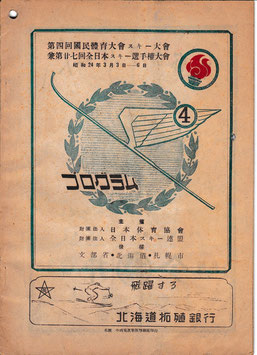 第四回國民體育大會スキー大會
兼第廿七回全日本スキー選手權大會
昭和24年3月3日—6日
4
プログラム
主催
財團法人 日本体育協會
財團法人 全日本スキー連盟
後援
文部省・北海道・札幌市
飛躍する
北海道拓殖銀行